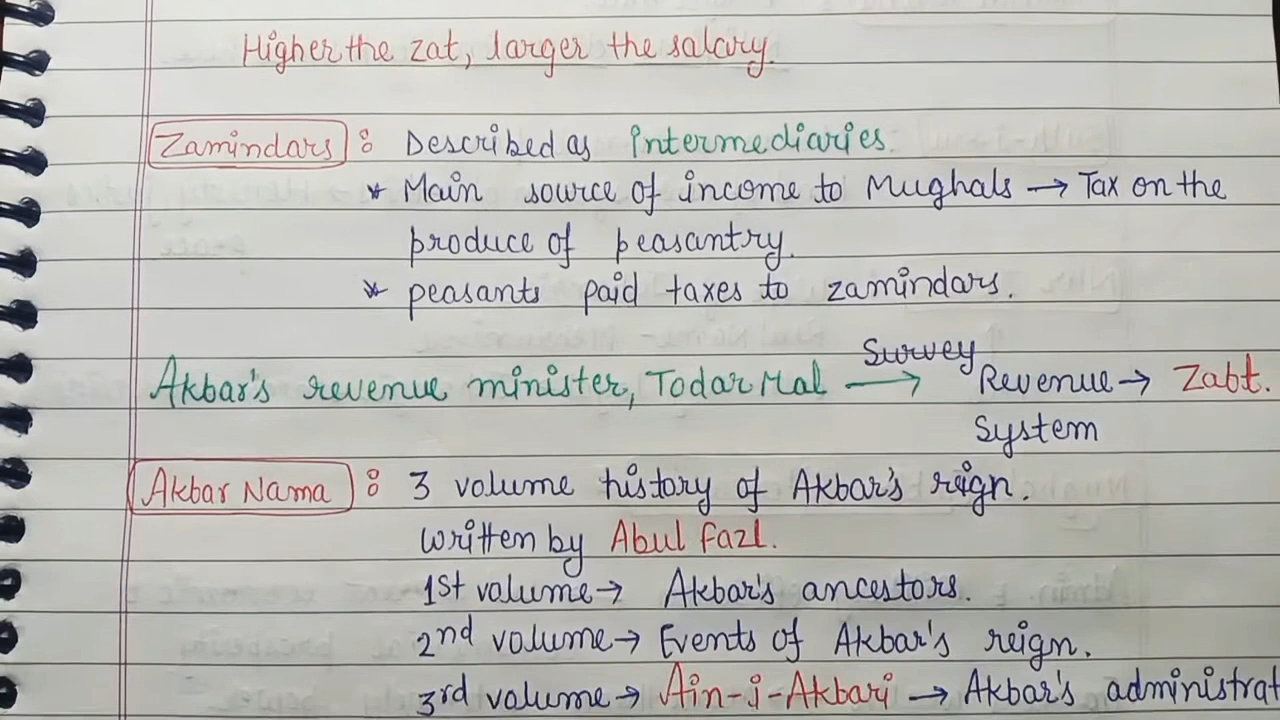 Higher the zat, larger the salary.
Zamindars : Described as intermediaries.
* Main source of income to Mughals → Tax on the
produce of peasantry.
* peasants paid taxes to zamindars.
Survey
Akbar's revenue minister, Todar Mal → Revenue → Zabt.
System
Akbar Nama : 3 volume history of Akbar's reign.
written by Abul Fazl.
1st volume → Akbar's ancestors.
2nd volume → Events of Akbar's reign.
3rd volume → Ain-i-Akbari → Akbar's administrat